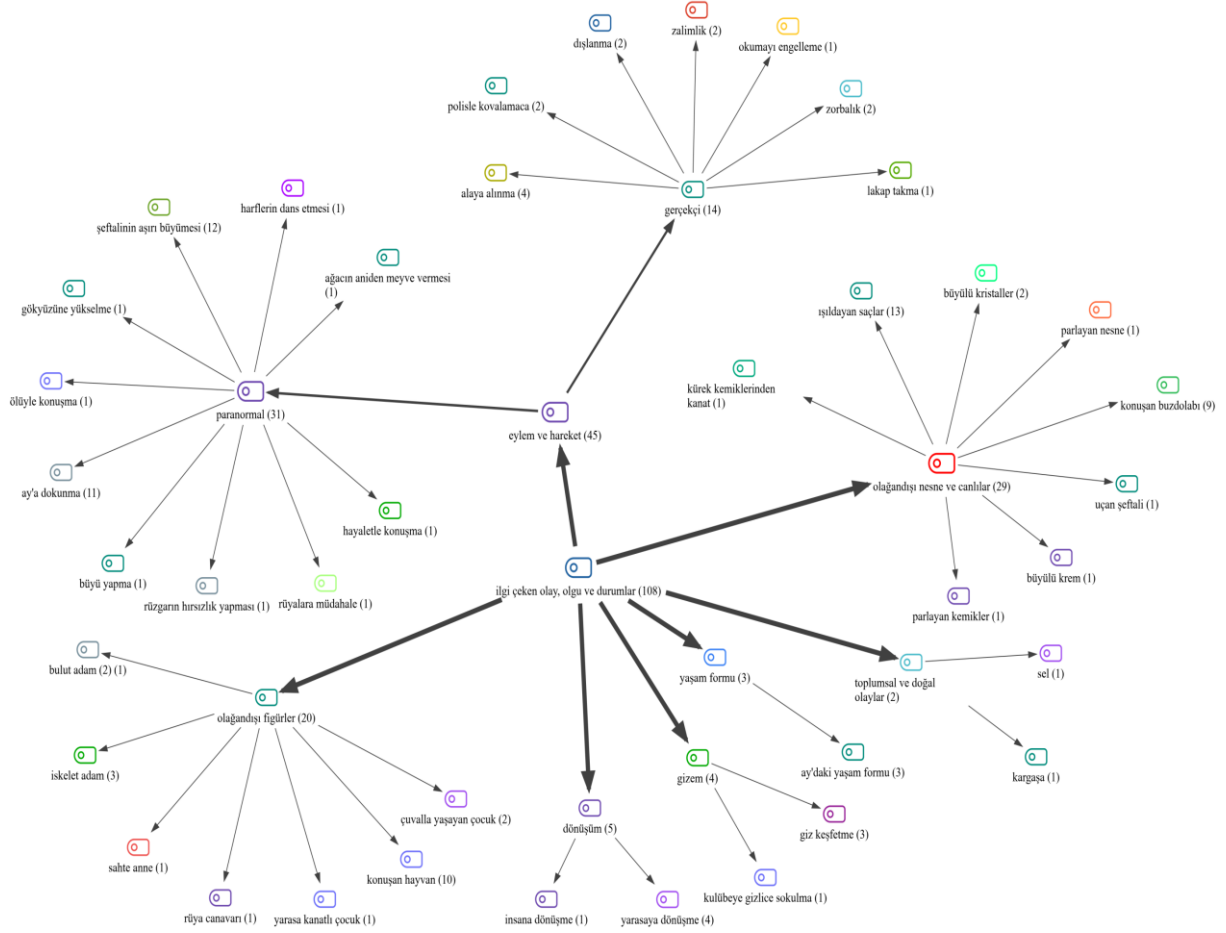 dışlanma (2)
zalimlik (2)
okumayı engelleme (1)
polisle kovalamaca (2)
zorbalık (2)
alaya alınma (4)
lakap takma (1)
gerçekçi (14)
harflerin dans etmesi (1)
şeftalinin aşırı büyümesi (12)
ağacın aniden meyve vermesi
(1)
gökyüzüne yükselme (1)
ölüyle konuşma (1)
paranormal (31)
ay'a dokunma (11)
hayaletle konuşma (1)
büyü yapma (1)
rüzgarın hırsızlık yapması (1)
rüyalara müdahale (1)
eylem ve hareket (45)
büyülü kristaller (2)
ışıldayan saçlar (13)
parlayan nesne (1)
kürek kemiklerinden
kanat (1)
konuşan buzdolabı (9)
olağandışı nesne ve canlılar (29)
uçan şeftali (1)
büyülü krem (1)
parlayan kemikler (1)
ilgi çeken olay, olgu ve durumlar (108)
bulut adam (2) (1)
olağandışı figürler (20)
iskelet adam (3)
çuvalla yaşayan çocuk (2)
sahte anne (1)
konuşan hayvan (10)
rüya canavarı (1)
yarasa kanatlı çocuk (1)
dönüşüm (5)
insana dönüşme (1)
yarasaya dönüşme (4)
gizem (4)
giz keşfetme (3)
kulübeye gizlice sokulma (1)
yaşam formu (3)
ay'daki yaşam formu (3)
toplumsal ve doğal
olaylar (2)
sel (1)
kargaşa (1)